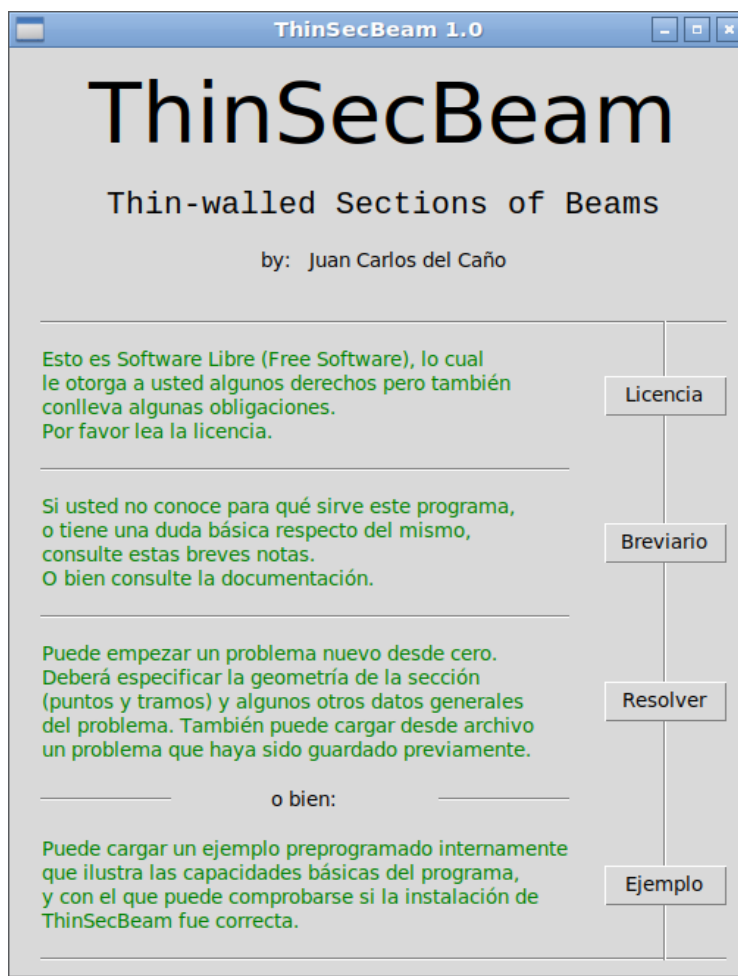 ThinSecBeam 1.0
ThinSecBeam
Thin-walled Sections of Beams
by:   Juan Carlos del Caño
Esto es Software Libre (Free Software), lo cual
le otorga a usted algunos derechos pero también
conlleva algunas obligaciones.
Por favor lea la licencia.
Licencia
Si usted no conoce para qué sirve este programa,
o tiene una duda básica respecto del mismo,
consulte estas breves notas.
O bien consulte la documentación.
Breviario
Puede empezar un problema nuevo desde cero.
Deberá especificar la geometría de la sección
(puntos y tramos) y algunos otros datos generales
del problema. También puede cargar desde archivo
un problema que haya sido guardado previamente.
Resolver
o bien:
Puede cargar un ejemplo preprogramado internamente
que ilustra las capacidades básicas del programa,
y con el que puede comprobarse si la instalación de
ThinSecBeam fue correcta.
Ejemplo